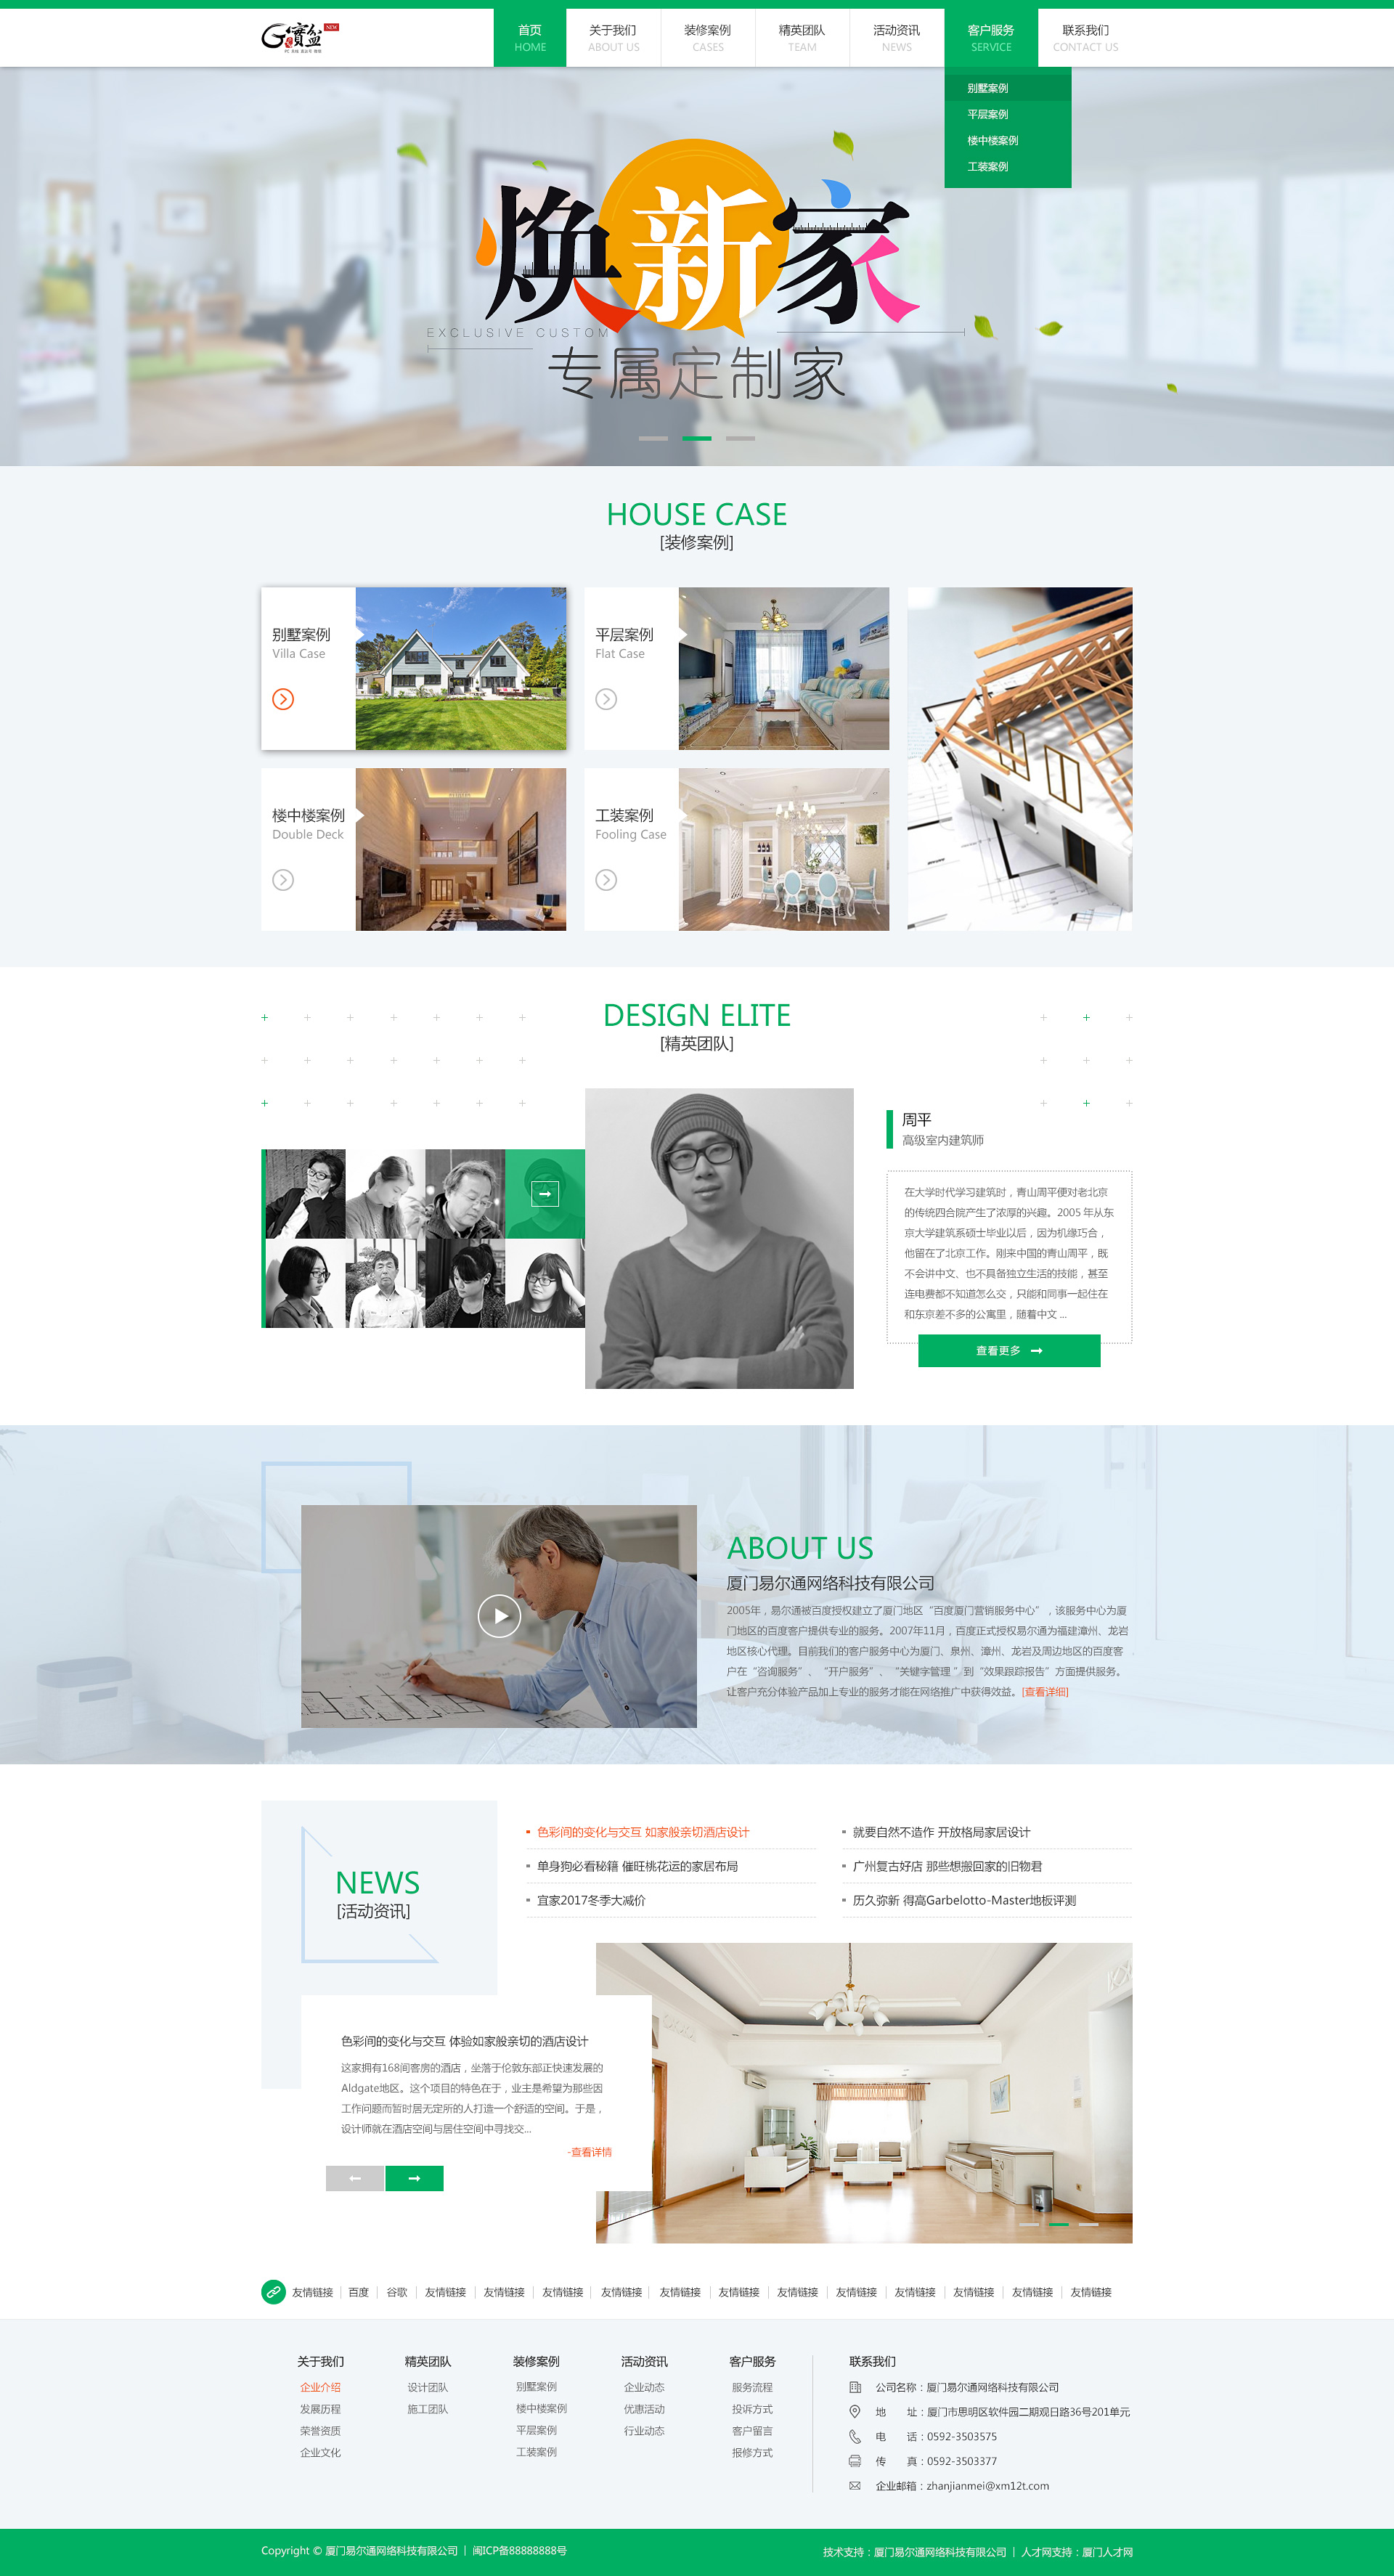 G寶盆
NEW
首页
HOME
关于我们
ABOUT US
装修案例
CASES
精英团队
TEAM
活动资讯
NEWS
客户服务
SERVICE
联系我们
CONTACT US
别墅案例
平层案例
楼中楼案例
工装案例
焕新家
EXCLUSIVE CUSTOM
专属定制家
HOUSE CASE
[装修案例]
别墅案例
Villa Case
平层案例
Flat Case
楼中楼案例
Double Deck
工装案例
Fooling Case
DESIGN ELITE
[精英团队]
周平
高级室内建筑师
在大学时代学习建筑时，青山周平便对老北京
的传统四合院产生了浓厚的兴趣。2005 年从东
京大学建筑系硕士毕业以后，因为机缘巧合，
他留在了北京工作。刚来中国的青山周平，既
不会讲中文、也不具备独立生活的技能，甚至
连电费都不知道怎么交，只能和同事一起住在
和东京差不多的公寓里，随着中文 ...
查看更多
ABOUT US
厦门易尔通网络科技有限公司
2005年，易尔通被百度授权建立了厦门地区“百度厦门营销服务中心”，该服务中心为厦
门地区的百度客户提供专业的服务。2007年11月，百度正式授权易尔通为福建漳州、龙岩
地区核心代理。目前我们的客户服务中心为厦门、泉州、漳州、龙岩及周边地区的百度客
户在“咨询服务”、“开户服务”、“关键字管理 ”到“效果跟踪报告”方面提供服务。
让客户充分体验产品加上专业的服务才能在网络推广中获得效益。[查看详细]
NEWS
[活动资讯]
色彩间的变化与交互 如家般亲切酒店设计
就要自然不造作 开放格局家居设计
单身狗必看秘籍 催旺桃花运的家居布局
广州复古好店 那些想搬回家的旧物君
宜家2017冬季大减价
历久弥新 得高Garbelotto-Master地板评测
色彩间的变化与交互 体验如家般亲切的酒店设计
这家拥有168间客房的酒店，坐落于伦敦东部正快速发展的
Aldgate地区。这个项目的特色在于，业主是希望为那些因
工作问题而暂时居无定所的人打造一个舒适的空间。于是，
设计师就在酒店空间与居住空间中寻找交...
-查看详情
友情链接 百度 谷歌 友情链接 友情链接 友情链接 友情链接 友情链接 友情链接 友情链接 友情链接 友情链接 友情链接 友情链接 友情链接
关于我们
企业介绍
发展历程
荣誉资质
企业文化
精英团队
设计团队
施工团队
装修案例
别墅案例
楼中楼案例
平层案例
工装案例
活动资讯
企业动态
优惠活动
行业动态
客户服务
服务流程
投诉方式
客户留言
报修方式
联系我们
公司名称：厦门易尔通网络科技有限公司
地 址：厦门市思明区软件园二期观日路36号201单元
电 话：0592-3503575
传 真：0592-3503377
企业邮箱：zhanjianmei@xm12t.com
Copyright © 厦门易尔通网络科技有限公司 | 闽ICP备88888888号
技术支持：厦门易尔通网络科技有限公司 | 人才网支持：厦门人才网